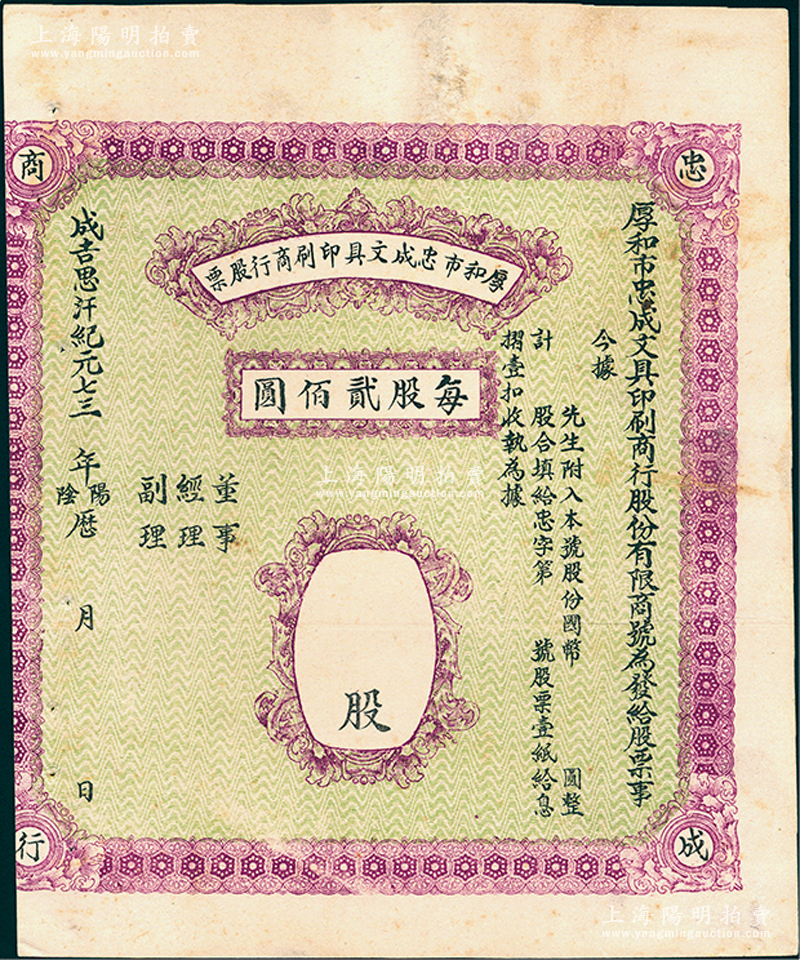 上海陽明拍賣
www.yangmingauction.com
忠
成
商
行
厚和市忠成文具印刷商行股票
每股貳佰圓
厚和市忠成文具印刷商行股份有限商號為發給股票事
今據
先生附入本號股份國幣 圓整
計 股合填給忠字第 號股票壹紙給息
摺壹扣收執為據
股
董事
經理
副理
成吉思汗紀元七三 年陽陰曆 月 日
上海陽明拍賣
www.yangmingauction.com
上海陽明拍賣
www.yangmingauction.com